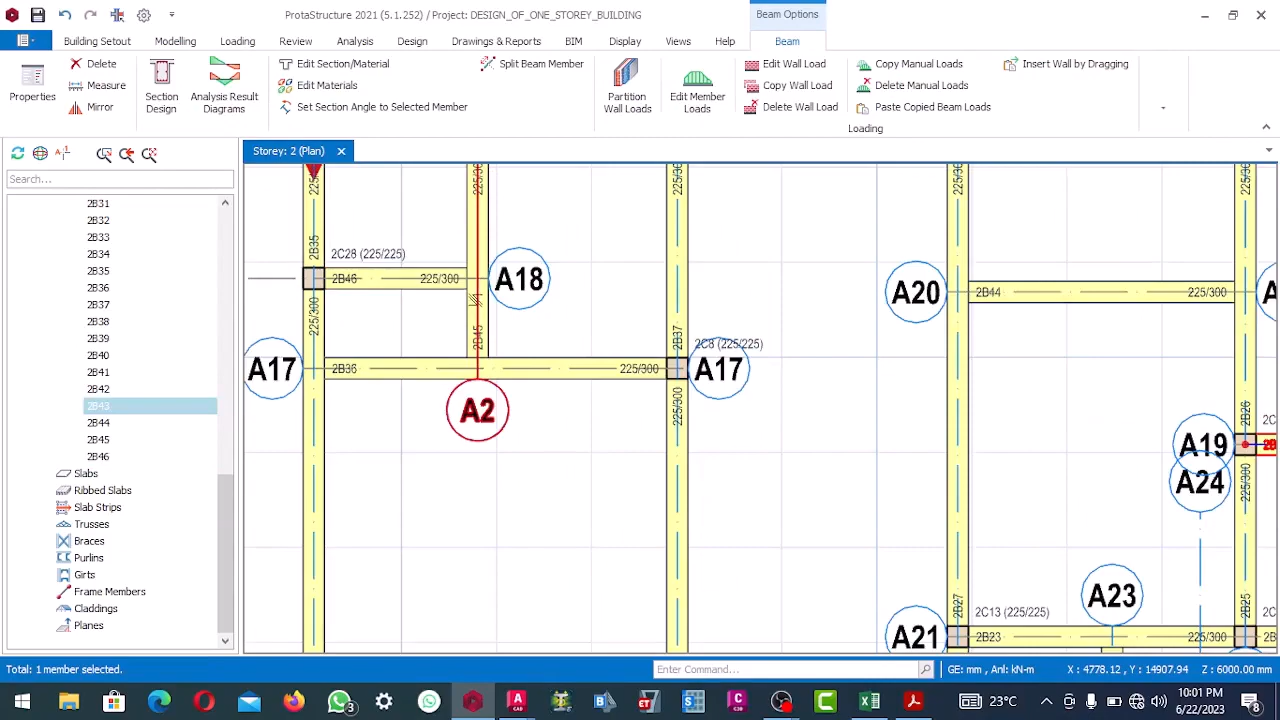 ProtaStructure 2021 (5.1.252) / Project: DESIGN_OF_ONE_STOREY_BUILDING
Beam Options
Building Setout Modelling Loading Review Analysis Design Drawings & Reports BIM Display Views Help Beam
Properties
Delete
Measure
Mirror
Section Design
Analysis Result Diagrams
Edit Section/Material
Edit Materials
Set Section Angle to Selected Member
Split Beam Member
Partition Wall Loads
Edit Member Loads
Edit Wall Load
Copy Wall Load
Delete Wall Load
Copy Manual Loads
Delete Manual Loads
Paste Copied Beam Loads
Insert Wall by Dragging
Loading
Storey: 2 (Plan)
Search...
2B31
2B32
2B33
2B34
2B35
2B36
2B37
2B38
2B39
2B40
2B41
2B42
2B43
2B44
2B45
2B46
Slabs
Ribbed Slabs
Slab Strips
Trusses
Braces
Purlins
Girts
Frame Members
Claddings
Planes
2B35
2C28 (225/225)
2B46 225/300
A18
225/300
2B45
A17
2B36 225/300
2B37
2C8 (225/225)
A17
225/300
A2
A20
2B44 225/300
2B26
A19
A24
225/300
A23
2B27
2C13 (225/225)
2B25
A21
2B23 225/300
Total: 1 member selected.
Enter Command...
GE: mm, Anl: kN-m
X : 4778.12 , Y : 14907.94
Z : 6000.00 mm
23°C
10:01 PM
6/22/2023